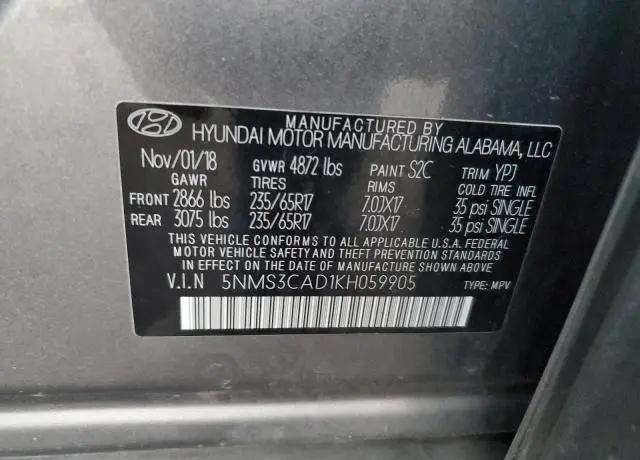 MANUFACTURED BY
HYUNDAI MOTOR MANUFACTURING ALABAMA, LLC
Nov/01/18 GVWR 4872 lbs PAINT S2C TRIM YPJ
GAWR TIRES RIMS COLD TIRE INFL
FRONT 2866 lbs 235/65R17 7.0JX17 35 psi SINGLE
REAR 3075 lbs 235/65R17 7.0JX17 35 psi SINGLE
THIS VEHICLE CONFORMS TO ALL APPLICABLE U.S.A. FEDERAL
MOTOR VEHICLE SAFETY AND THEFT PREVENTION STANDARDS
IN EFFECT ON THE DATE OF MANUFACTURE SHOWN ABOVE.
V.I.N 5NMS3CAD1KH059905 TYPE: MPV